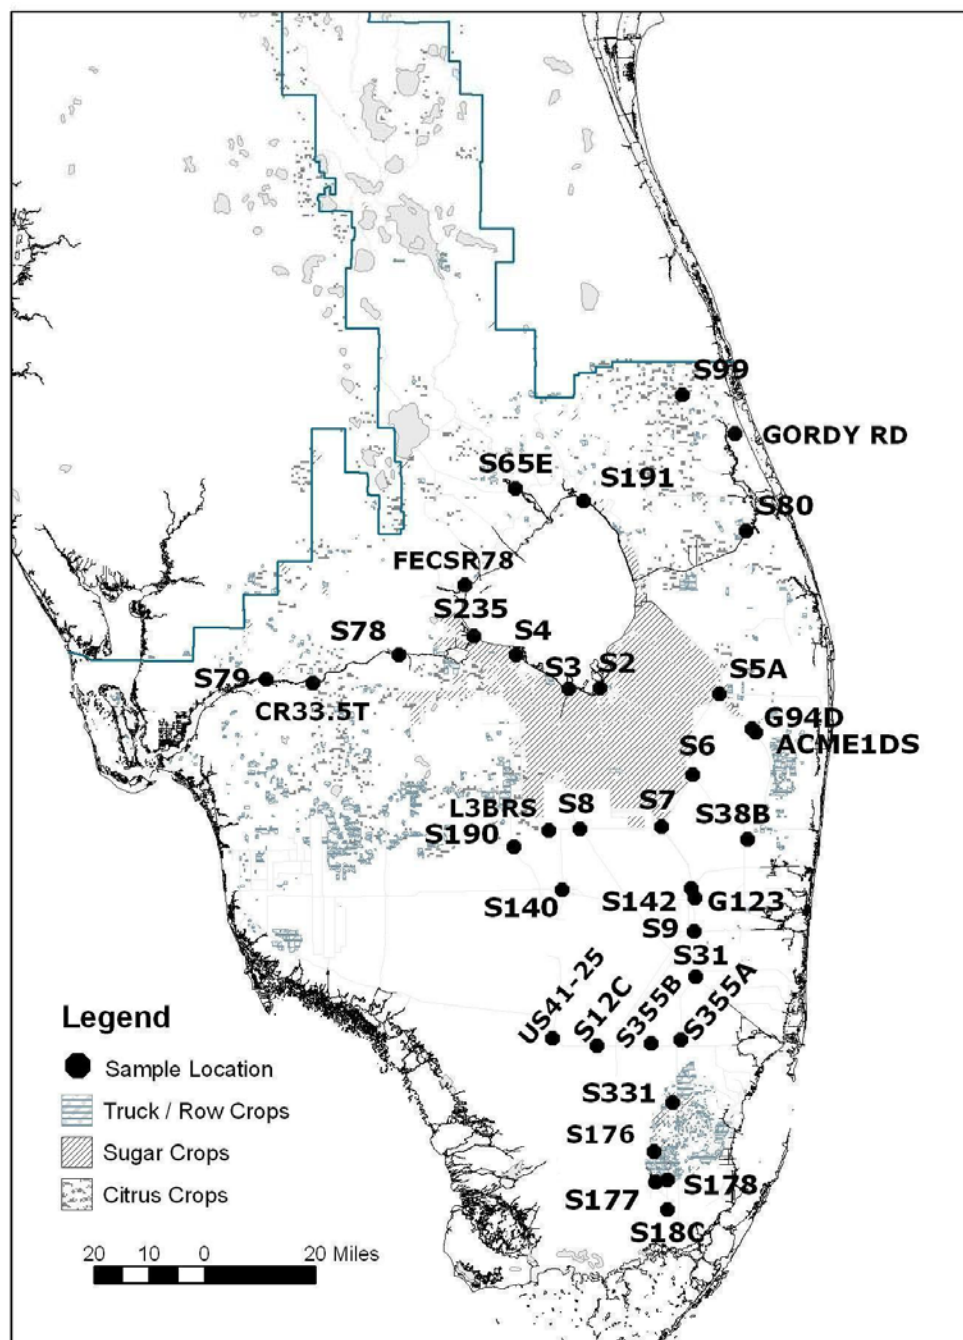 S99
GORDY RD
S65E
S191
S80
FECSR78
S235
S78
S4
S3
S2
S79
CR33.5T
S5A
G94D
ACME1DS
S6
L3BRS
S8
S7
S38B
S190
S140
S142
G123
S9
S31
US41-25
S12C
S355B
S355A
S331
S176
S177
S178
S18C
Legend
Sample Location
Truck / Row Crops
Sugar Crops
Citrus Crops
20 10 0 20 Miles